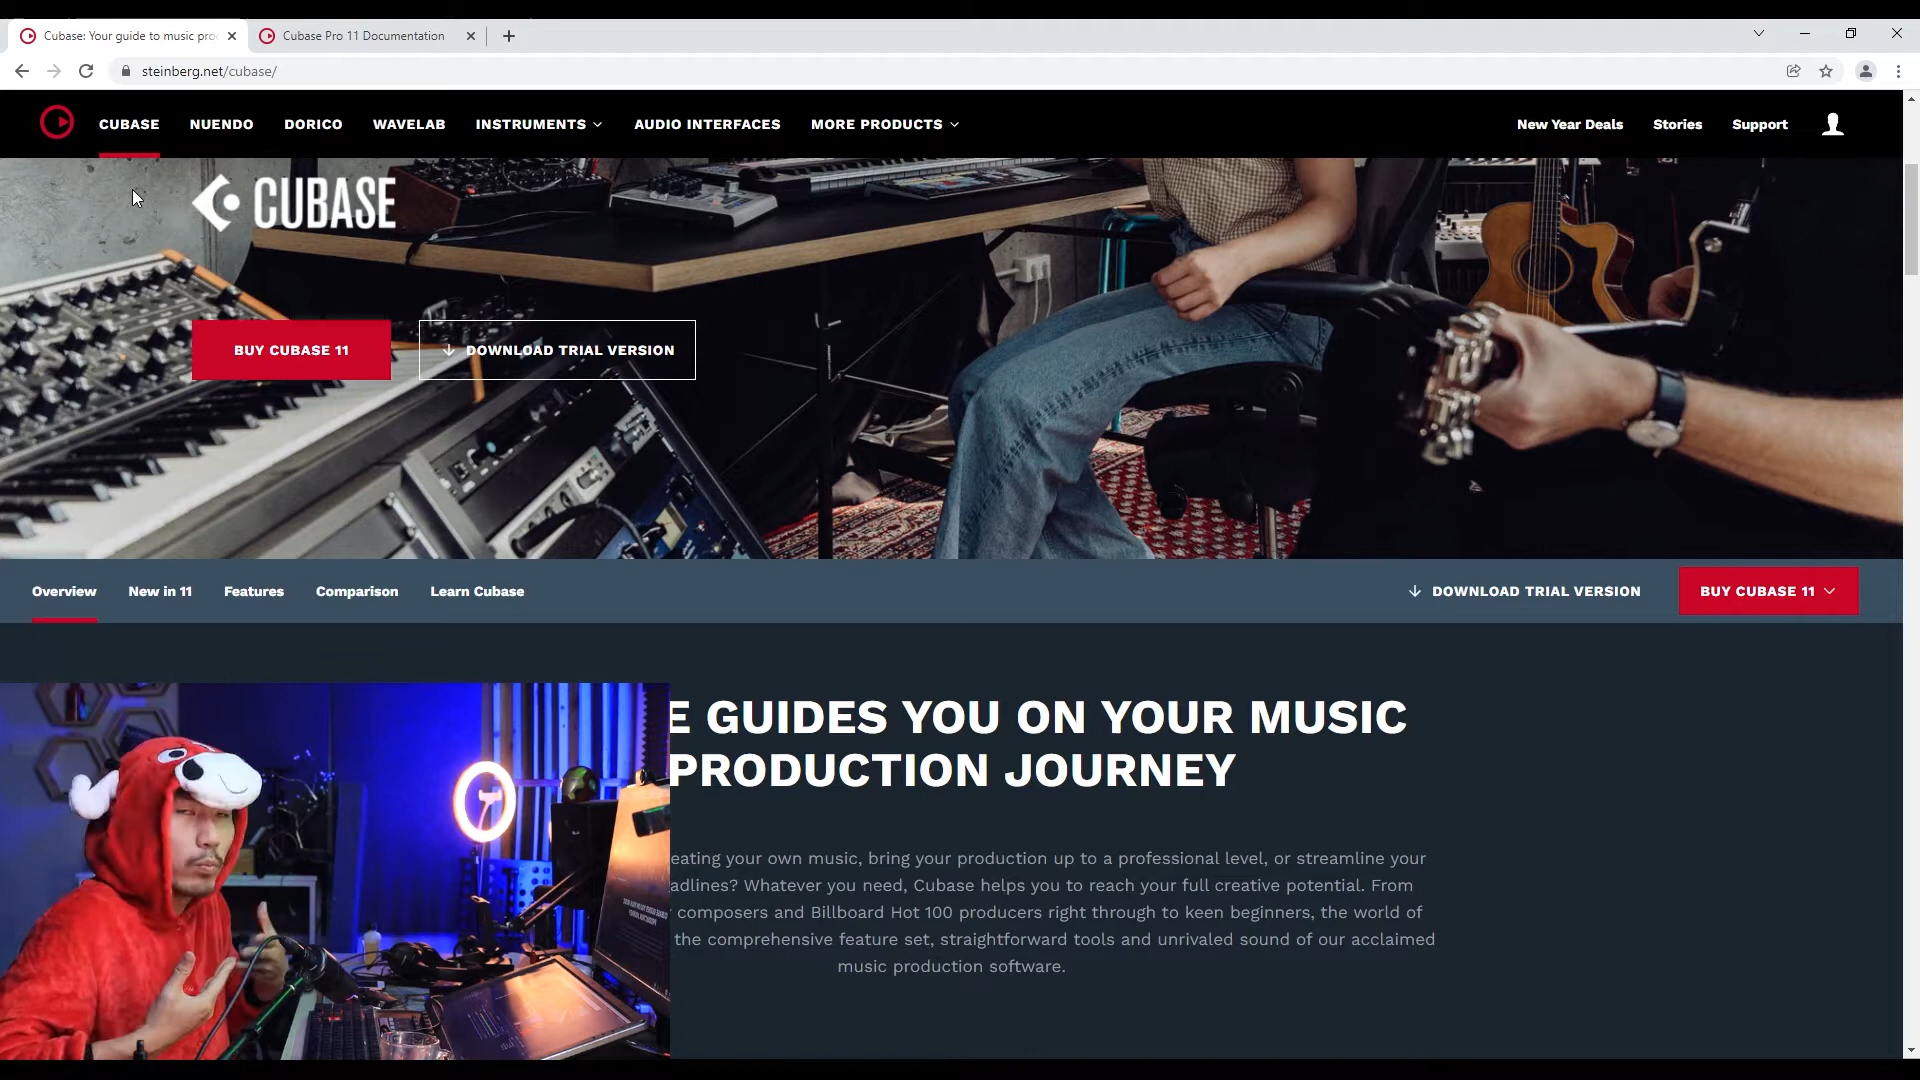 Cubase: Your guide to music pro
Cubase Pro 11 Documentation
steinberg.net/cubase/
CUBASE
NUENDO
DORICO
WAVELAB
INSTRUMENTS
AUDIO INTERFACES
MORE PRODUCTS
New Year Deals
Stories
Support
CUBASE
BUY CUBASE 11
DOWNLOAD TRIAL VERSION
Overview
New in 11
Features
Comparison
Learn Cubase
DOWNLOAD TRIAL VERSION
BUY CUBASE 11
E GUIDES YOU ON YOUR MUSIC
PRODUCTION JOURNEY
eating your own music, bring your production up to a professional level, or streamline your
adlines? Whatever you need, Cubase helps you to reach your full creative potential. From
composers and Billboard Hot 100 producers right through to keen beginners, the world of
the comprehensive feature set, straightforward tools and unrivaled sound of our acclaimed
music production software.